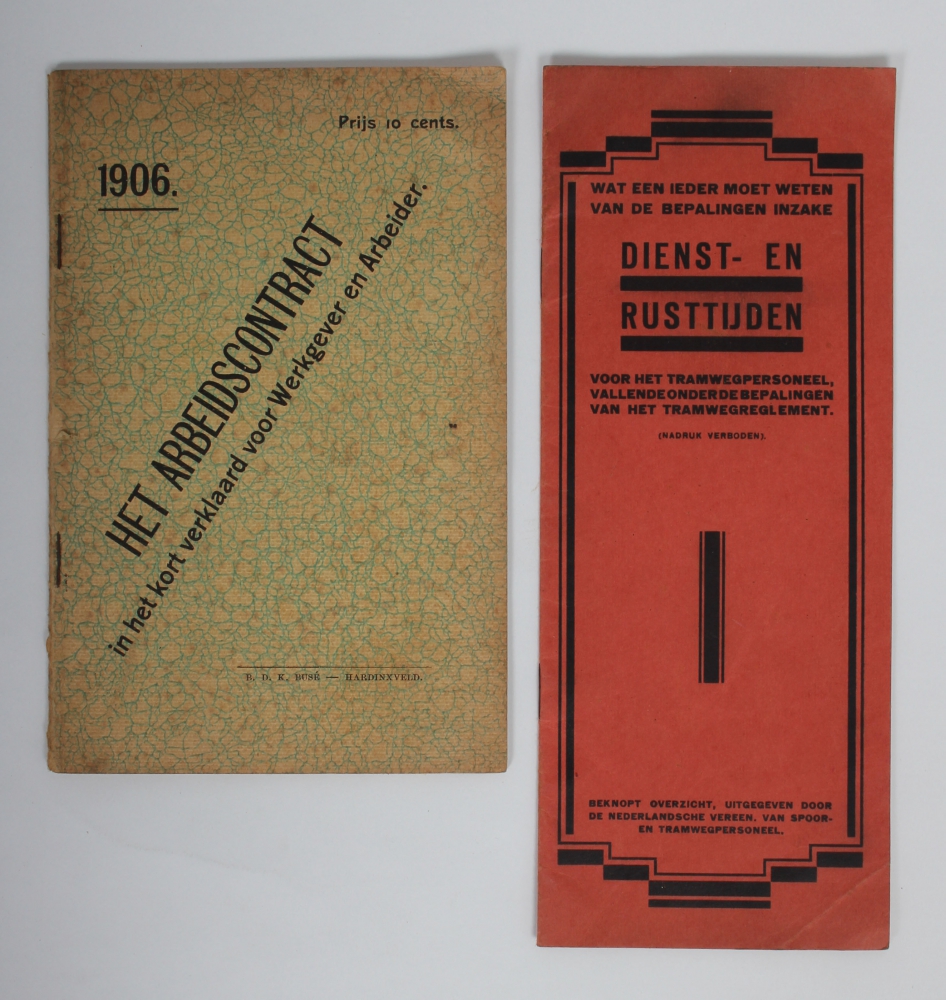 Prijs 10 cents.
1906.
HET ARBEIDSCONTRACT
in het kort verklaard voor Werkgever en Arbeider.
B. D. K. BUSÉ — HARDINXVELD.
WAT EEN IEDER MOET WETEN
VAN DE BEPALINGEN INZAKE
DIENST- EN
RUSTTIJDEN
VOOR HET TRAMWEGPERSONEEL,
VALLENDE ONDER DE BEPALINGEN
VAN HET TRAMWEGREGLEMENT.
(NADRUK VERBODEN).
BEKNOPT OVERZICHT, UITGEGEVEN DOOR
DE NEDERLANDSCHE VEREEN. VAN SPOOR-
EN TRAMWEGPERSONEEL.